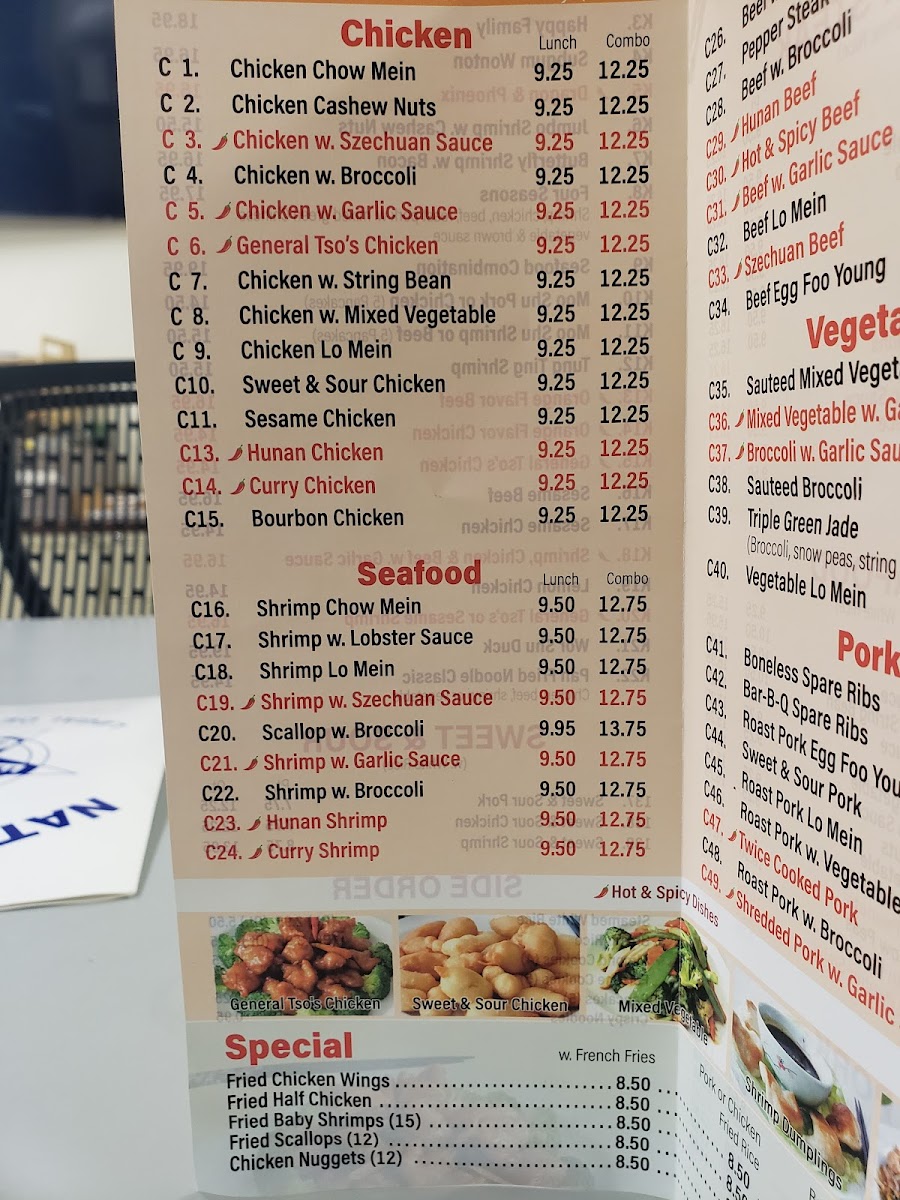 Chicken Lunch Combo
C 1. Chicken Chow Mein 9.25 12.25
C 2. Chicken Cashew Nuts 9.25 12.25
C 3. Chicken w. Szechuan Sauce 9.25 12.25
C 4. Chicken w. Broccoli 9.25 12.25
C 5. Chicken w. Garlic Sauce 9.25 12.25
C 6. General Tso's Chicken 9.25 12.25
C 7. Chicken w. String Bean 9.25 12.25
C 8. Chicken w. Mixed Vegetable 9.25 12.25
C 9. Chicken Lo Mein 9.25 12.25
C10. Sweet & Sour Chicken 9.25 12.25
C11. Sesame Chicken 9.25 12.25
C13. Hunan Chicken 9.25 12.25
C14. Curry Chicken 9.25 12.25
C15. Bourbon Chicken 9.25 12.25
Seafood Lunch Combo
C16. Shrimp Chow Mein 9.50 12.75
C17. Shrimp w. Lobster Sauce 9.50 12.75
C18. Shrimp Lo Mein 9.50 12.75
C19. Shrimp w. Szechuan Sauce 9.50 12.75
C20. Scallop w. Broccoli 9.95 13.75
C21. Shrimp w. Garlic Sauce 9.50 12.75
C22. Shrimp w. Broccoli 9.50 12.75
C23. Hunan Shrimp 9.50 12.75
C24. Curry Shrimp 9.50 12.75
Hot & Spicy Dishes
General Tso's Chicken
Sweet & Sour Chicken
Mixed Vegetable
Special w. French Fries
Fried Chicken Wings 8.50
Fried Half Chicken 8.50
Fried Baby Shrimps (15) 8.50
Fried Scallops (12) 8.50
Chicken Nuggets (12) 8.50
C26. Pepper Steak
C27. Beef w. Broccoli
C28.
C29. Hunan Beef
C30. Hot & Spicy Beef
C31. Beef w. Garlic Sauce
C32. Beef Lo Mein
C33. Szechuan Beef
C34. Beef Egg Foo Young
C35. Sauteed Mixed
C36. Mixed Vegetable w.
C37. Broccoli w. Garlic
C38. Sauteed Broccoli
C39. Triple Green Jade
(Broccoli, snow peas, string
C40. Vegetable Lo Mein
Pork
C41. Boneless Spare Ribs
C42. Bar-B-Q Spare Ribs
C43. Roast Pork Egg Foo
C44. Sweet & Sour Pork
C45. Roast Pork Lo Mein
C46. Roast Pork w. Vegetable
C47. Twice Cooked Pork
C48. Roast Pork w. Broccoli
C49. Shredded Pork w. Garlic
Shrimp Dumplings
Pork or Chicken
Fried Rice
8.50
NAT